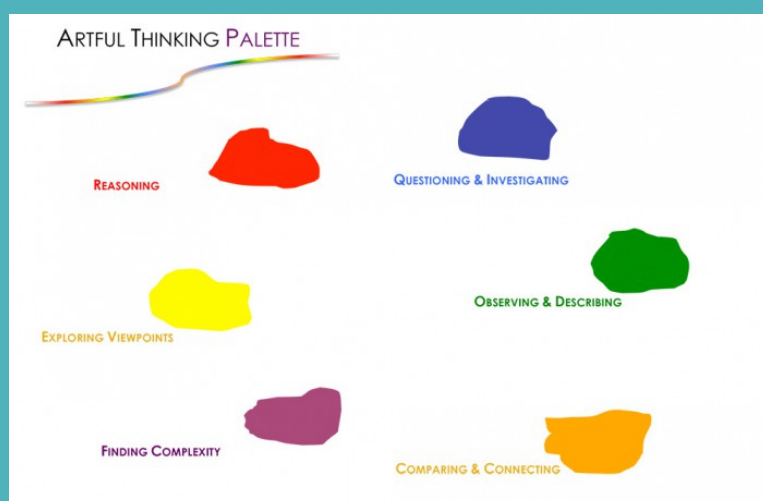 ARTFUL THINKING PALETTE
REASONING
QUESTIONING & INVESTIGATING
OBSERVING & DESCRIBING
EXPLORING VIEWPOINTS
FINDING COMPLEXITY
COMPARING & CONNECTING